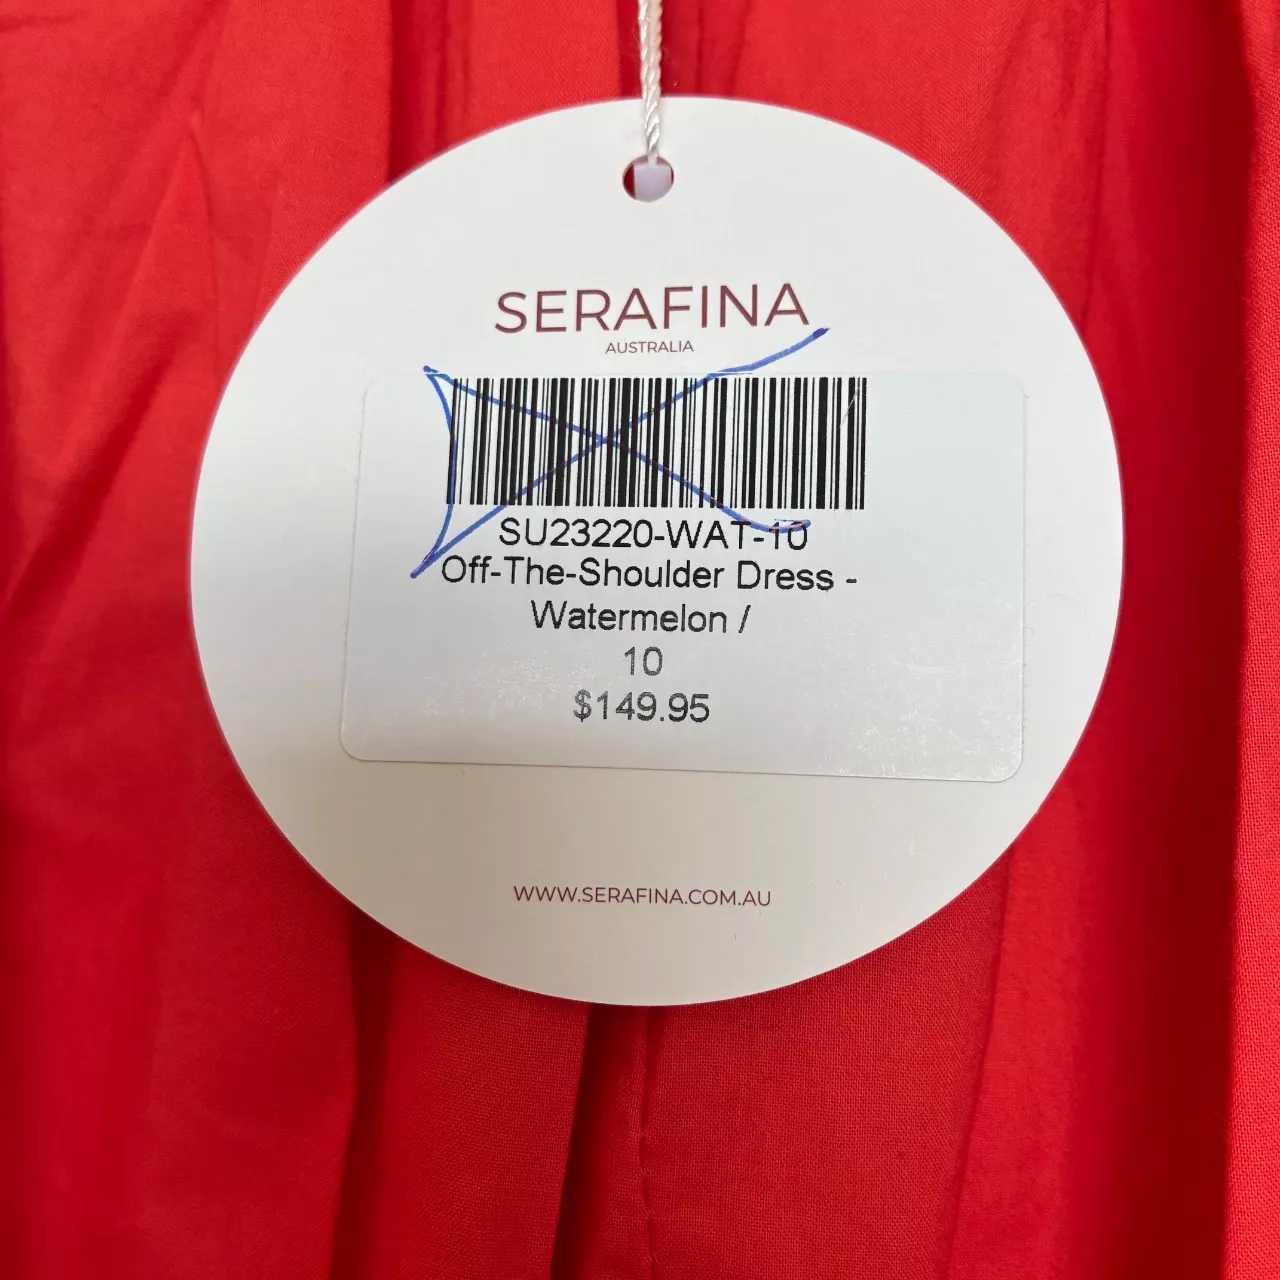 SERAFINA
AUSTRALIA
SU23220-WAT-10
Off-The-Shoulder Dress -
Watermelon /
10
$149.95
WWW.SERAFINA.COM.AU